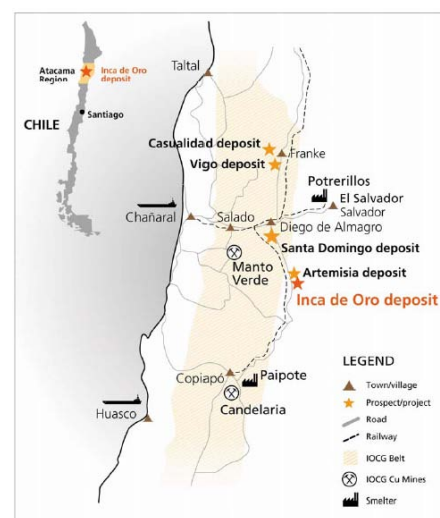 Atacama
Region
Inca de Oro
deposit
Santiago
CHILE
Taltal
Casualidad deposit
Franke
Vigo deposit
Potrerillos
El Salvador
Salvador
Chañaral
Salado
Diego de Almagro
Santa Domingo deposit
Manto
Verde
Artemisia deposit
Inca de Oro deposit
Copiapó
Paipote
Huasco
Candelaria
LEGEND
Town/village
Prospect/project
Road
Railway
IOCG Belt
IOCG Cu Mines
Smelter